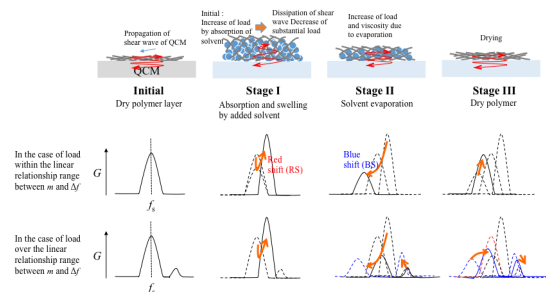 Initial :
Increase of load
by absorption of
solvent
Dissipation of shear
wave Decrease of
substantial load
Propagation of
shear wave of QCM
Increase of load
and viscosity due
to evaporation
Drying
QCM
Initial
Dry polymer layer
Stage I
Absorption and swelling
by added solvent
Stage II
Solvent evaporation
Stage III
Dry polymer
In the case of load
within the linear
relationship range
between m and Δf
G
fs
Red
shift (RS)
Blue
shift (BS)
In the case of load
over the linear
relationship range
between m and Δf
G